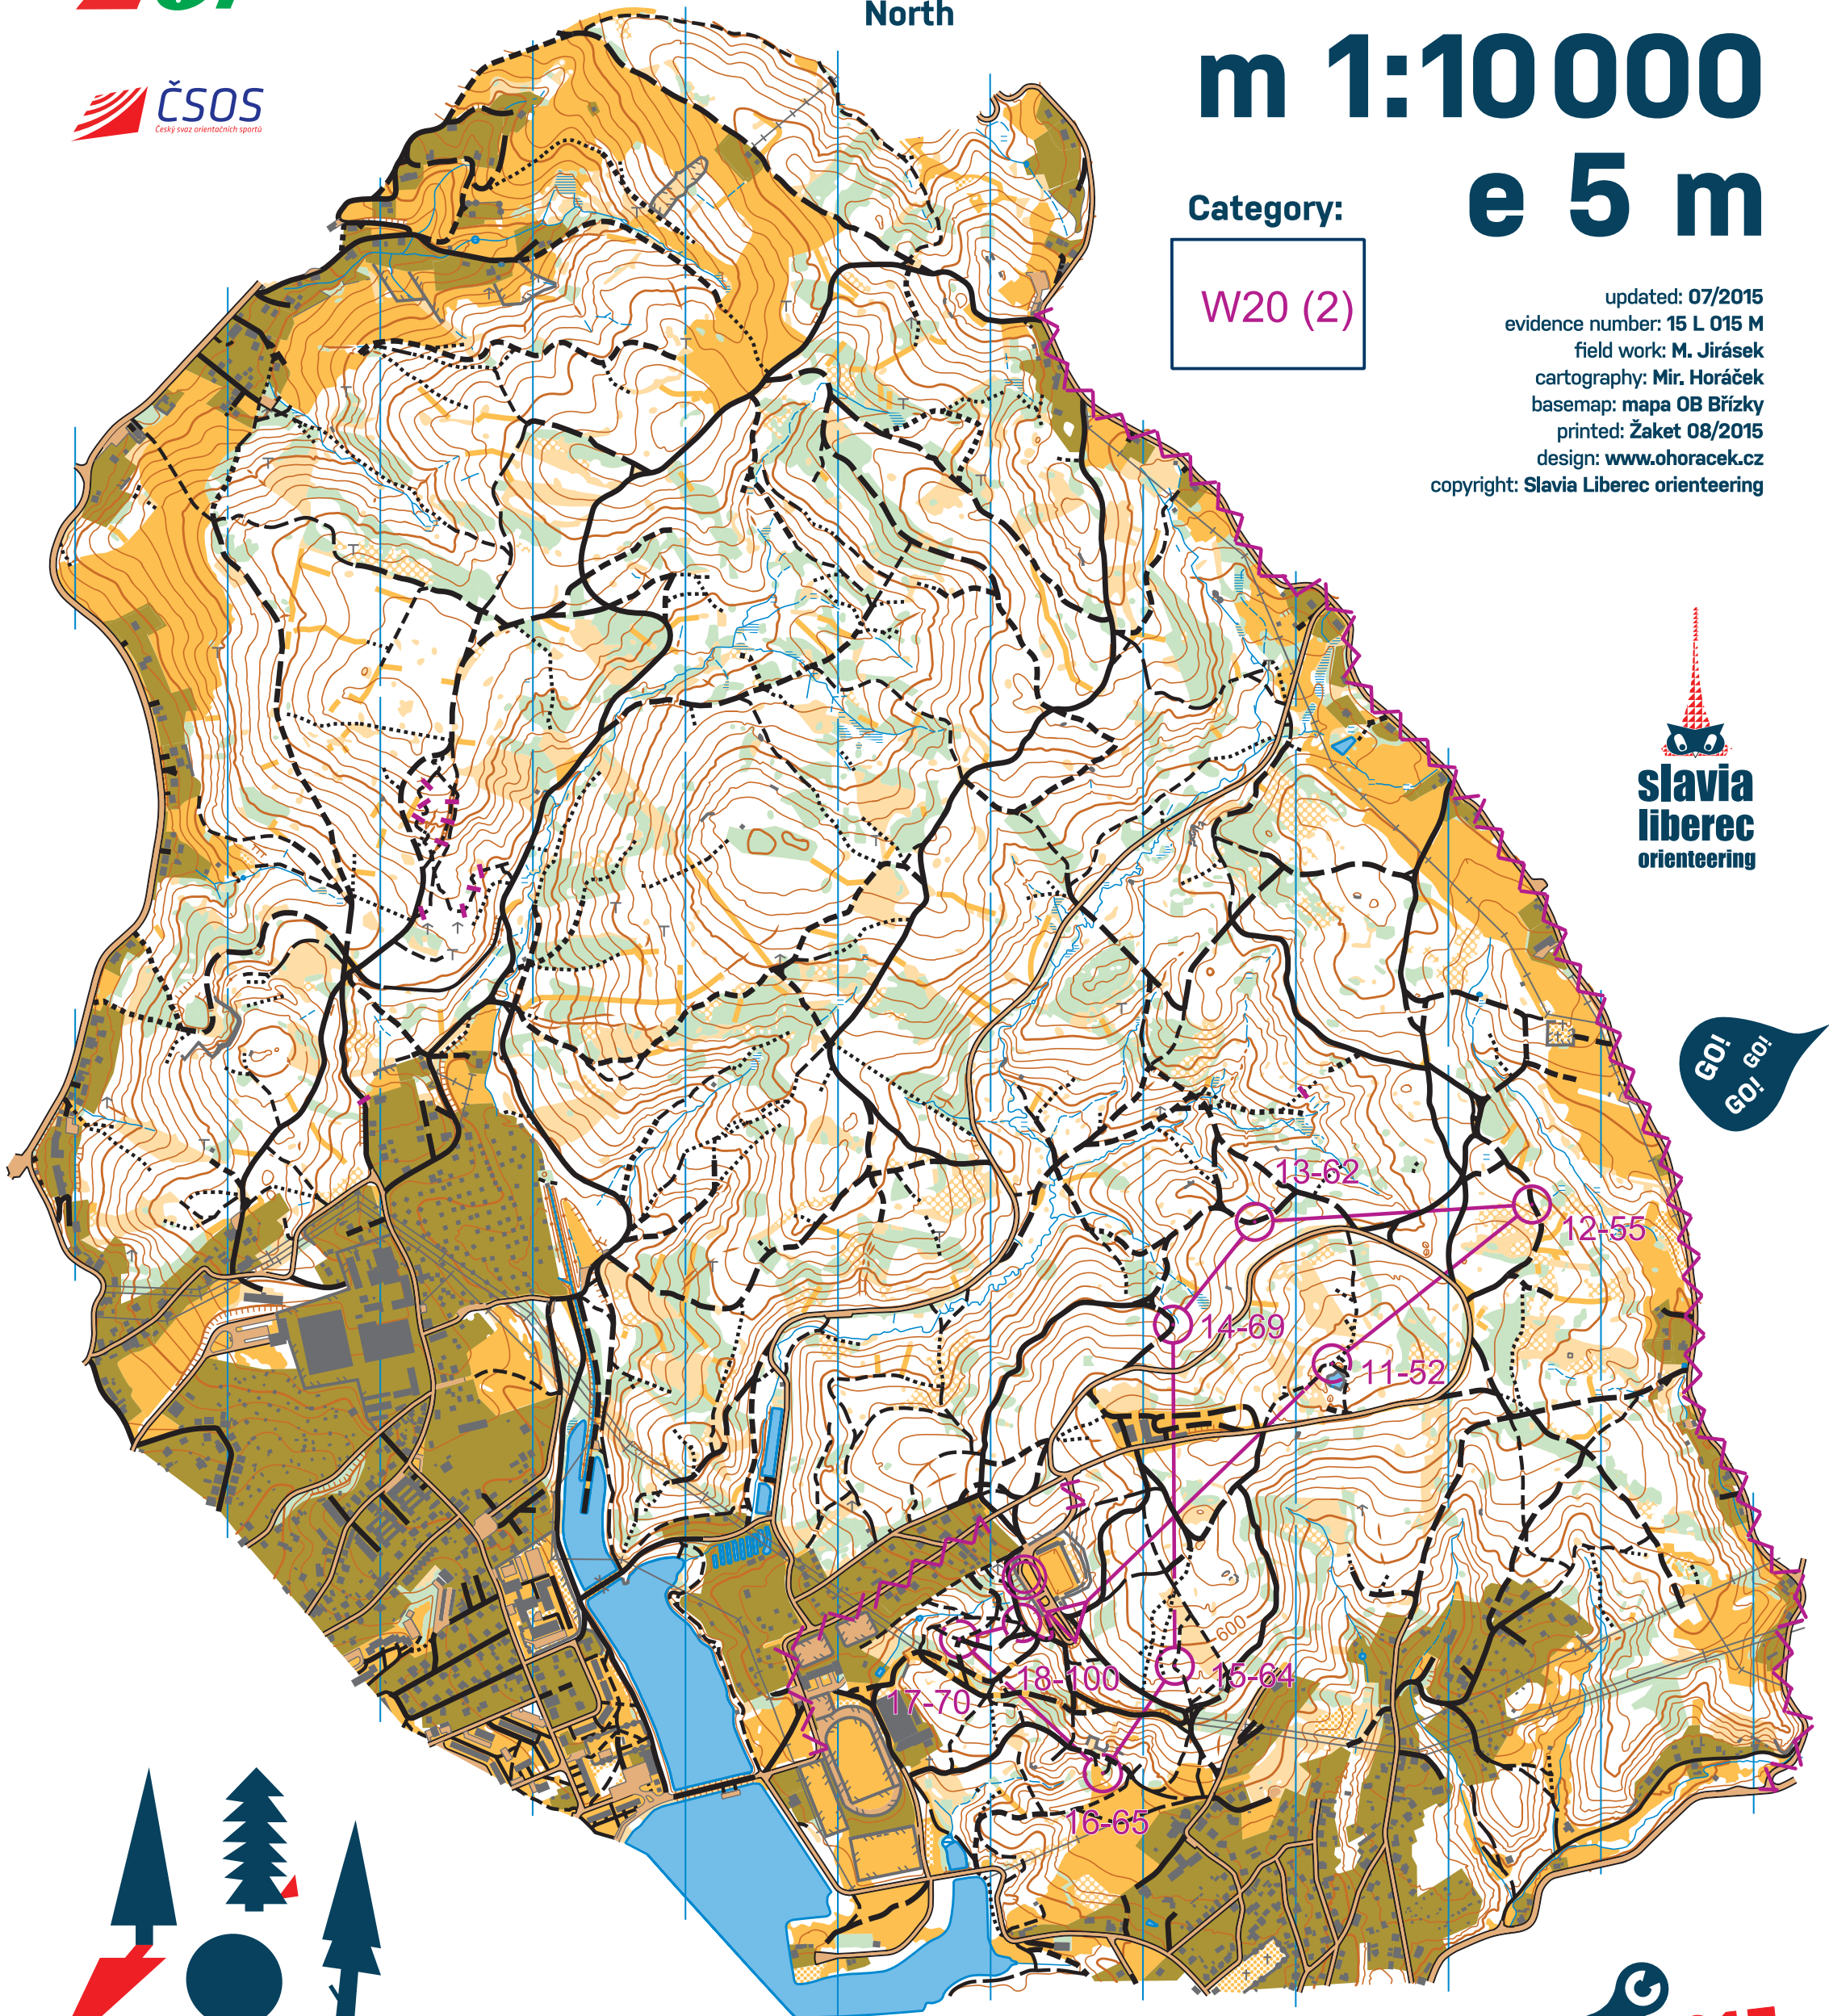 North
m 1:10 000
e 5 m
ČSOS
Český svaz orientačních sportů
Category:
W20 (2)
updated: 07/2015
evidence number: 15 L 015 M
field work: M. Jirásek
cartography: Mir. Horáček
basemap: mapa OB Břízky
printed: Žaket 08/2015
design: www.ohoracek.cz
copyright: Slavia Liberec orienteering
slavia
liberec
orienteering
GO!
GO!
GO!
13-62
12-55
14-69
11-52
600
15-64
18-100
17-70
16-65